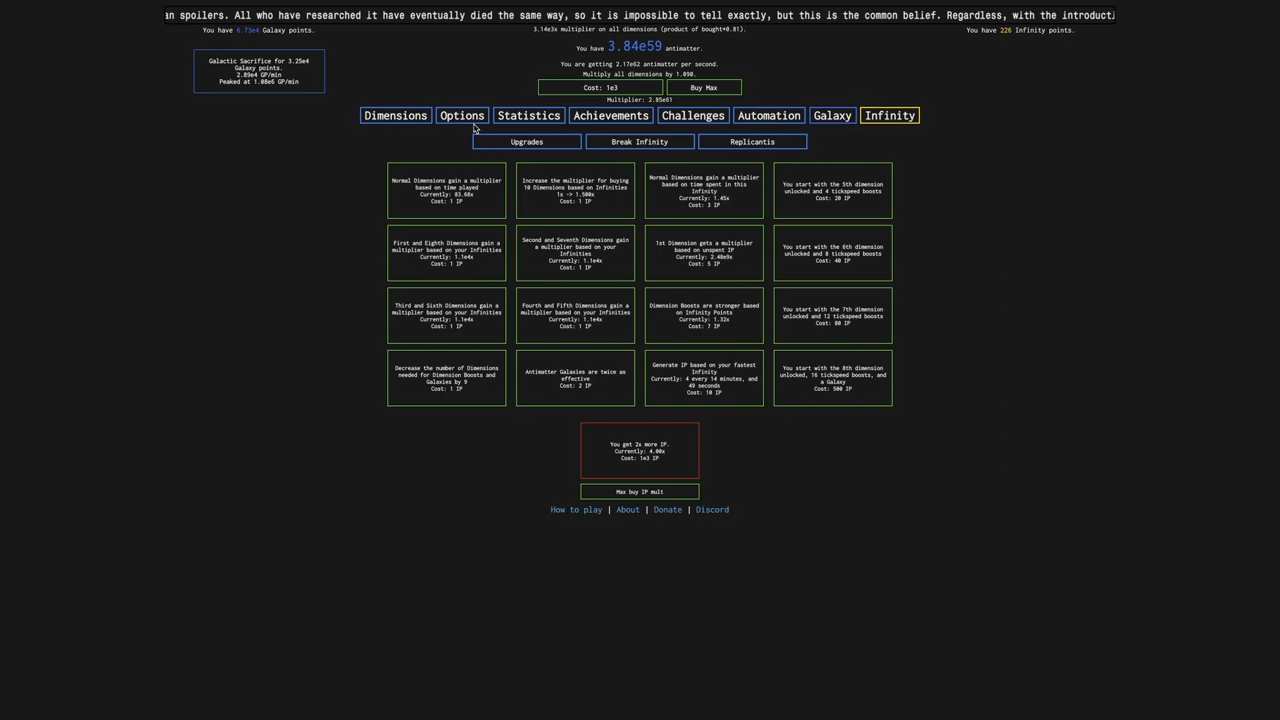 an spoilers. All who have researched it have eventually died the same way, so it is impossible to tell exactly, but this is the common belief. Regardless, with the introducti
You have 6.73e4 Galaxy points.
3.14e3x multiplier on all dimensions (product of bought*0.81).
You have 226 Infinity points.
You have 3.84e59 antimatter.
Galactic Sacrifice for 3.25e4
Galaxy points.
2.89e4 GP/min
Peaked at 1.08e6 GP/min
You are getting 2.17e62 antimatter per second.
Multiply all dimensions by 1.090.
Cost: 1e3
Buy Max
Multiplier: 2.85e61
Dimensions
Options
Statistics
Achievements
Challenges
Automation
Galaxy
Infinity
Upgrades
Break Infinity
Replicantis
Normal Dimensions gain a multiplier
based on time played
Currently: 83.68x
Cost: 1 IP
Increase the multiplier for buying
10 Dimensions based on Infinities
1x -> 1.500x
Cost: 1 IP
Normal Dimensions gain a multiplier
based on time spent in this
Infinity
Currently: 1.45x
Cost: 3 IP
You start with the 5th dimension
unlocked and 4 tickspeed boosts
Cost: 20 IP
First and Eighth Dimensions gain a
multiplier based on your Infinities
Currently: 1.1e4x
Cost: 1 IP
Second and Seventh Dimensions gain
a multiplier based on your
Infinities
Currently: 1.1e4x
Cost: 1 IP
1st Dimension gets a multiplier
based on unspent IP
Currently: 2.48e9x
Cost: 5 IP
You start with the 6th dimension
unlocked and 8 tickspeed boosts
Cost: 40 IP
Third and Sixth Dimensions gain a
multiplier based on your Infinities
Currently: 1.1e4x
Cost: 1 IP
Fourth and Fifth Dimensions gain a
multiplier based on your Infinities
Currently: 1.1e4x
Cost: 1 IP
Dimension Boosts are stronger based
on Infinity Points
Currently: 1.32x
Cost: 7 IP
You start with the 7th dimension
unlocked and 12 tickspeed boosts
Cost: 80 IP
Decrease the number of Dimensions
needed for Dimension Boosts and
Galaxies by 9
Cost: 1 IP
Antimatter Galaxies are twice as
effective
Cost: 2 IP
Generate IP based on your fastest
Infinity
Currently: 4 every 14 minutes, and
49 seconds
Cost: 10 IP
You start with the 8th dimension
unlocked, 16 tickspeed boosts, and
a Galaxy
Cost: 500 IP
You get 2x more IP.
Currently: 4.00x
Cost: 1e3 IP
Max buy IP mult
How to play | About | Donate | Discord